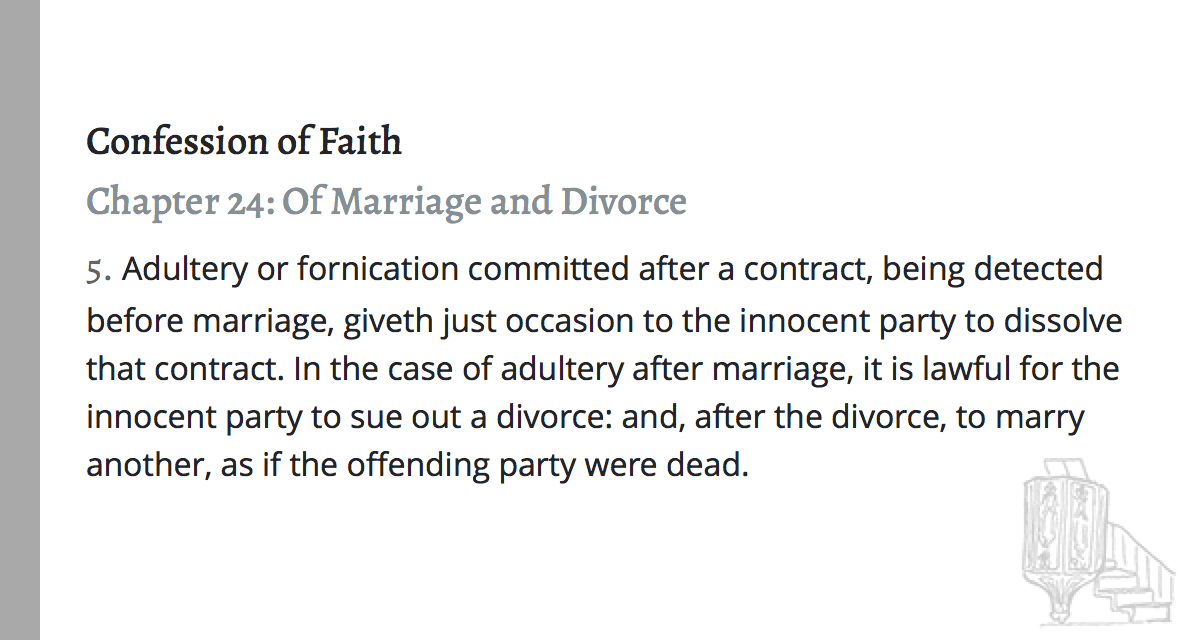 Confession of Faith
Chapter 24: Of Marriage and Divorce
5. Adultery or fornication committed after a contract, being detected
before marriage, giveth just occasion to the innocent party to dissolve
that contract. In the case of adultery after marriage, it is lawful for the
innocent party to sue out a divorce: and, after the divorce, to marry
another, as if the offending party were dead.